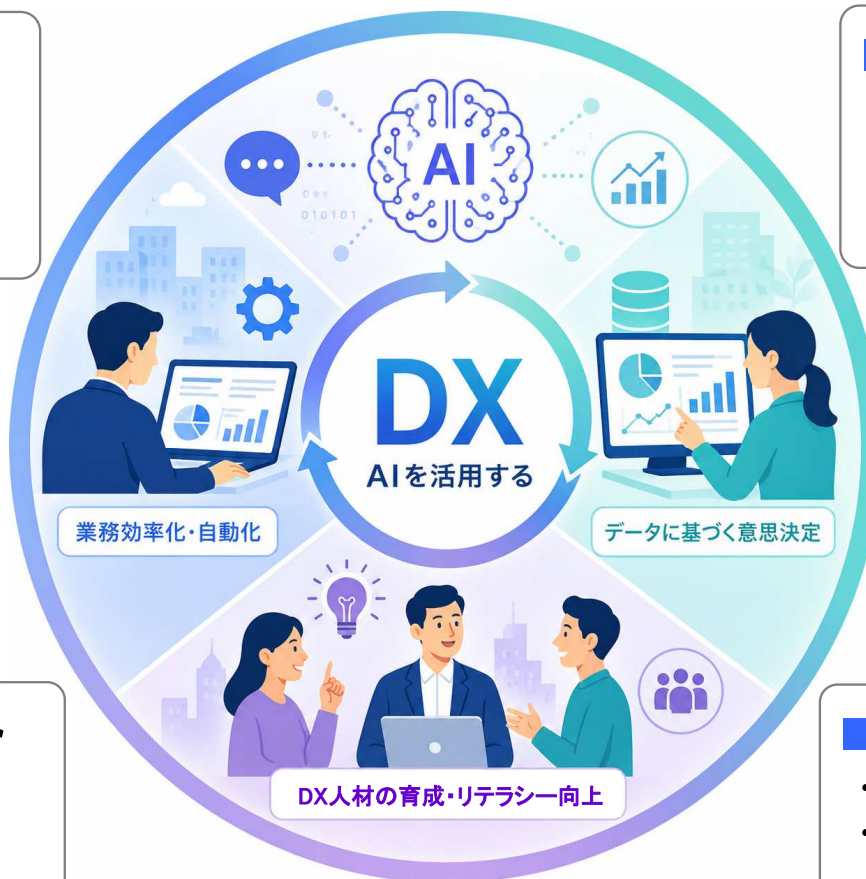 AI
010101
DX
AIを活用する
業務効率化・自動化
データに基づく意思決定
DX人材の育成・リテラシー向上